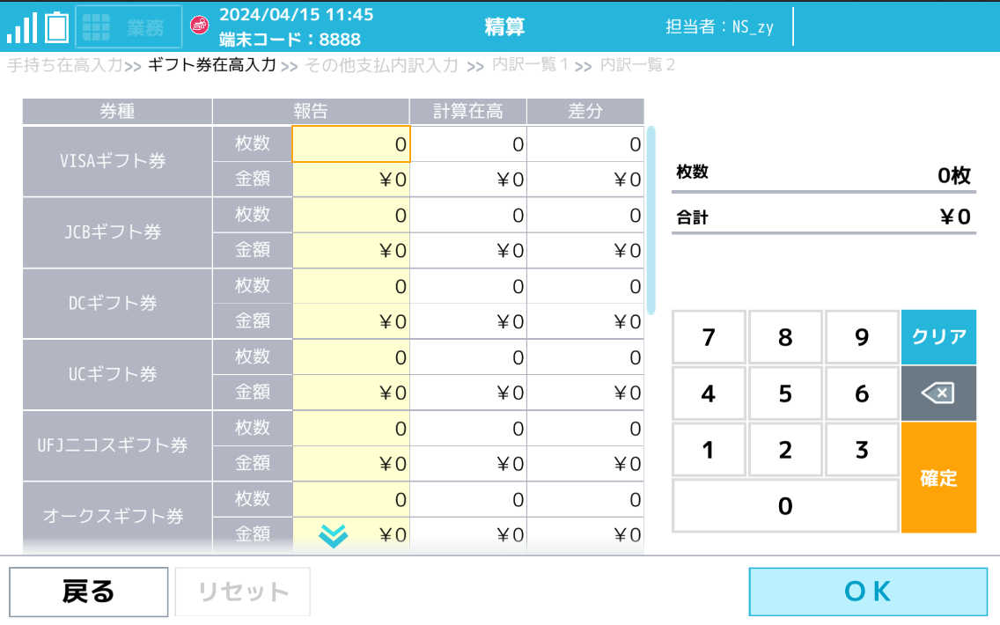 業務
2024/04/15 11:45
端末コード：8888
精算
担当者：NS_zy
手持ち在高入力>> ギフト券在高入力 >> その他支払内訳入力 >> 内訳一覧１ >> 内訳一覧２
券種 報告 計算在高 差分
VISAギフト券
枚数 0 0 0
金額 ￥0 ￥0 ￥0
JCBギフト券
枚数 0 0 0
金額 ￥0 ￥0 ￥0
DCギフト券
枚数 0 0 0
金額 ￥0 ￥0 ￥0
UCギフト券
枚数 0 0 0
金額 ￥0 ￥0 ￥0
UFJニコスギフト券
枚数 0 0 0
金額 ￥0 ￥0 ￥0
オークスギフト券
枚数 0 0 0
金額 ￥0 ￥0 ￥0
枚数 0枚
合計 ￥0
7 8 9 クリア
4 5 6
1 2 3
確定
0
戻る リセット OK